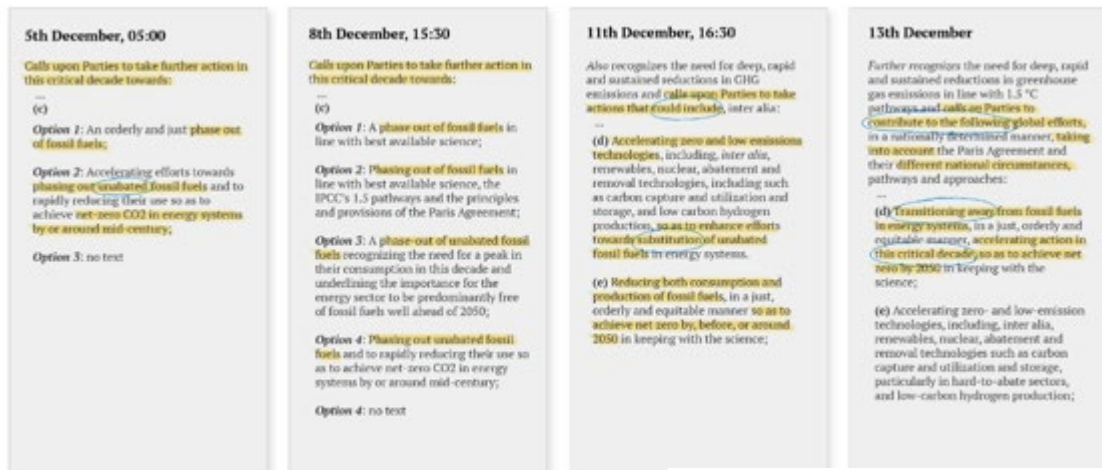 5th December, 05:00
Calls upon Parties to take further action in
this critical decade towards:
...
(c)
Option 1: An orderly and just phase out
of fossil fuels;
Option 2: Accelerating efforts towards
phasing out unabated fossil fuels and to
rapidly reducing their use so as to
achieve net-zero CO2 in energy systems
by or around mid-century;
Option 3: no text
8th December, 15:30
Calls upon Parties to take further action in
this critical decade towards:
...
(c)
Option 1: A phase out of fossil fuels in
line with best available science;
Option 2: Phasing out of fossil fuels in
line with best available science, the
IPCC's 1.5 pathways and the principles
and provisions of the Paris Agreement;
Option 3: A phase-out of unabated fossil
fuels recognizing the need for a peak in
their consumption in this decade and
underlining the importance for the
energy sector to be predominantly free
of fossil fuels well ahead of 2050;
Option 4: Phasing out unabated fossil
fuels and to rapidly reducing their use so
as to achieve net-zero CO2 in energy
systems by or around mid-century;
Option 4: no text
11th December, 16:30
Also recognizes the need for deep, rapid
and sustained reductions in GHG
emissions and calls upon Parties to take
actions that could include, inter alia:
...
(d) Accelerating zero and low emissions
technologies, including, inter alia,
renewables, nuclear, abatement and
removal technologies, including such
as carbon capture and utilization and
storage, and low carbon hydrogen
production, so as to enhance efforts
towards substitution of unabated
fossil fuels in energy systems.
(e) Reducing both consumption and
production of fossil fuels, in a just,
orderly and equitable manner so as to
achieve net zero by, before, or around
2050 in keeping with the science;
13th December
Further recognizes the need for deep, rapid
and sustained reductions in greenhouse
gas emissions in line with 1.5 °C
pathways and calls on Parties to
contribute to the following global efforts,
in a nationally determined manner, taking
into account the Paris Agreement and
their different national circumstances,
pathways and approaches:
...
(d) Transitioning away from fossil fuels
in energy systems, in a just, orderly and
equitable manner, accelerating action in
this critical decade, so as to achieve net
zero by 2050 in keeping with the
science;
(e) Accelerating zero- and low-emission
technologies, including, inter alia,
renewables, nuclear, abatement and
removal technologies such as carbon
capture and utilization and storage,
particularly in hard-to-abate sectors,
and low-carbon hydrogen production;